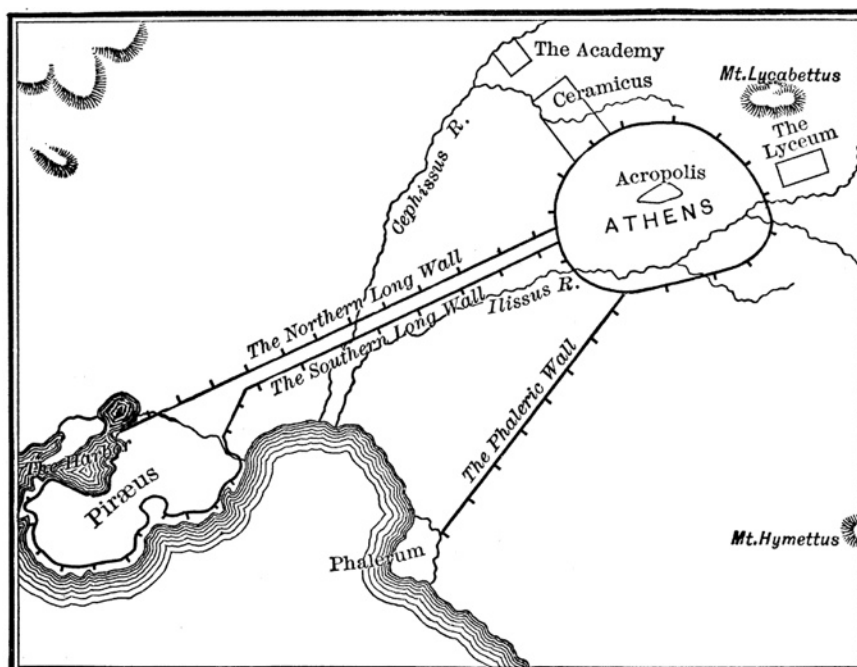 The Academy
Ceramicus
Mt.Lycabettus
The
Lyceum
Cephissus R.
Acropolis
ATHENS
The Northern Long Wall
The Southern Long Wall
Ilissus R.
The Phaleric Wall
The Harbor
Piræus
Phalerum
Mt.Hymettus